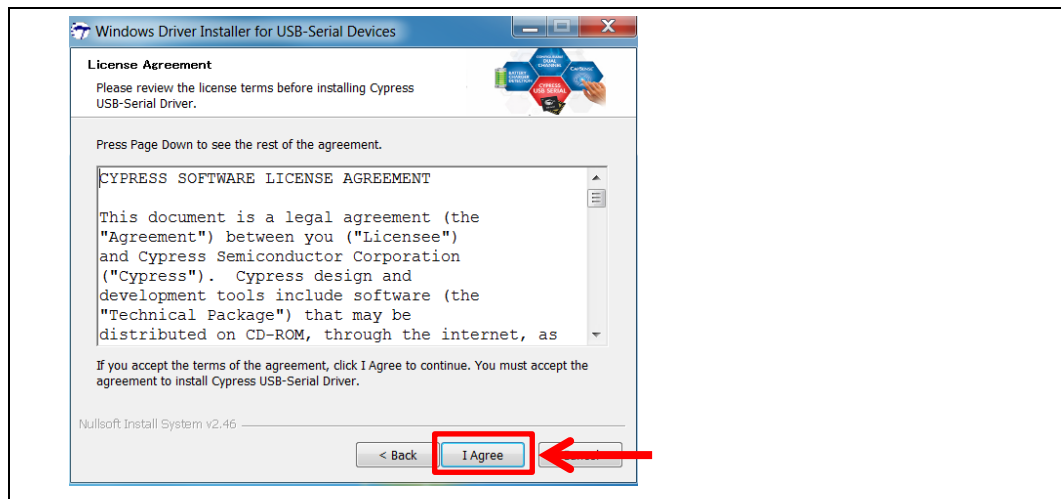 Windows Driver Installer for USB-Serial Devices
License Agreement
Please review the license terms before installing Cypress
USB-Serial Driver.
CYPRESS
USB SERIAL
Press Page Down to see the rest of the agreement.
CYPRESS SOFTWARE LICENSE AGREEMENT
This document is a legal agreement (the
"Agreement") between you ("Licensee")
and Cypress Semiconductor Corporation
("Cypress").  Cypress design and
development tools include software (the
"Technical Package") that may be
distributed on CD-ROM, through the internet, as
If you accept the terms of the agreement, click I Agree to continue. You must accept the
agreement to install Cypress USB-Serial Driver.
Nullsoft Install System v2.46
< Back
I Agree